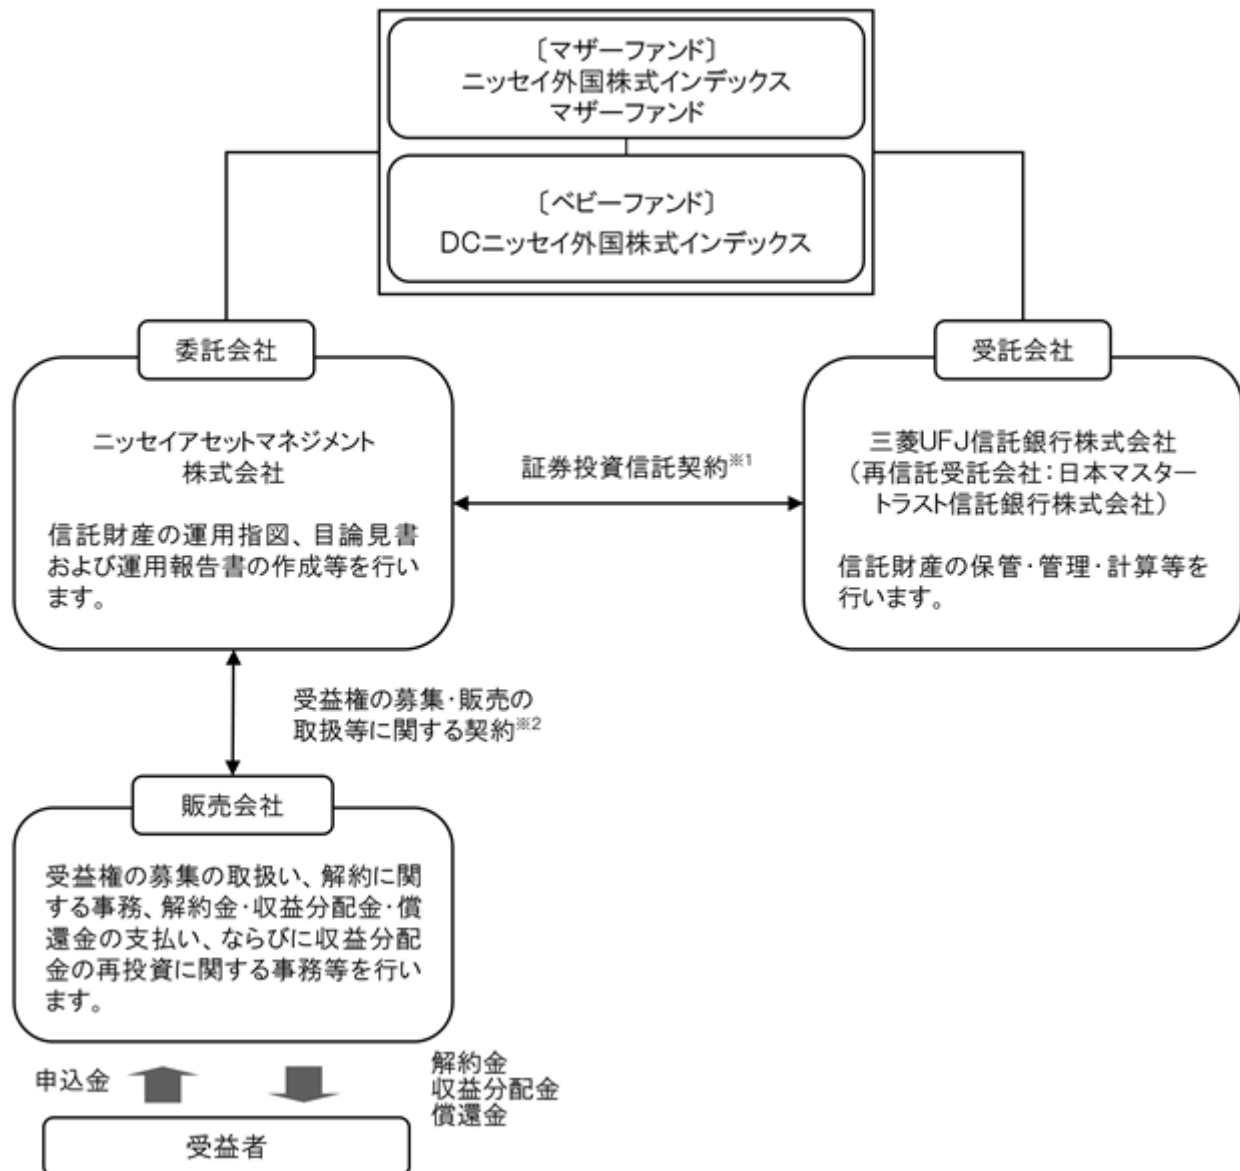 〔マザーファンド〕
ニッセイ外国株式インデックス
マザーファンド
〔ベビーファンド〕
DCニッセイ外国株式インデックス
委託会社
ニッセイアセットマネジメント
株式会社
信託財産の運用指図、目論見書
および運用報告書の作成等を行い
ます。
証券投資信託契約※1
受託会社
三菱UFJ信託銀行株式会社
（再信託受託会社：日本マスター
トラスト信託銀行株式会社）
信託財産の保管・管理・計算等を
行います。
受益権の募集・販売の
取扱等に関する契約※2
販売会社
受益権の募集の取扱い、解約に関
する事務、解約金・収益分配金・償
還金の支払い、ならびに収益分配
金の再投資に関する事務等を行い
ます。
申込金
解約金
収益分配金
償還金
受益者